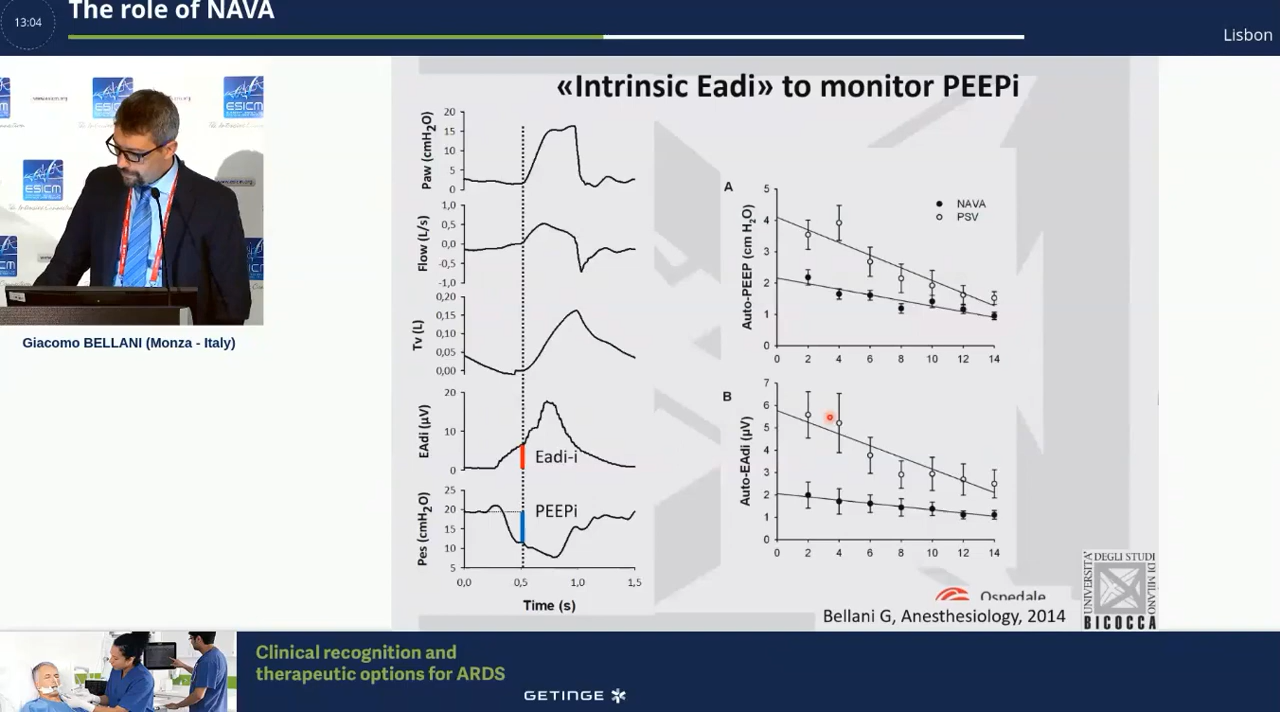 13:04
The role of NAVA
Lisbon
ESICM
ESICM
ESICM
ESICM
Giacomo BELLANI (Monza - Italy)
«Intrinsic Eadi» to monitor PEEPi
Paw (cmH2O)
20
15
10
5
0
Flow (L/s)
1,0
0,5
0,0
-0,5
-1,0
Tv (L)
0,20
0,15
0,10
0,05
0,00
EAdi (µV)
20
10
0
Eadi-i
Pes (cmH2O)
25
20
15
10
5
PEEPi
0,0 0,5 1,0 1,5
Time (s)
A
Auto-PEEP (cm H2O)
5
4
3
2
1
0
NAVA
PSV
0 2 4 6 8 10 12 14
B
Auto-EAdi (µV)
7
6
5
4
3
2
1
0
0 2 4 6 8 10 12 14
Ospedale
Bellani G, Anesthesiology, 2014
UNIVERSITÀ
DEGLI STUDI
DI MILANO
BICOCCA
Clinical recognition and
therapeutic options for ARDS
GETINGE